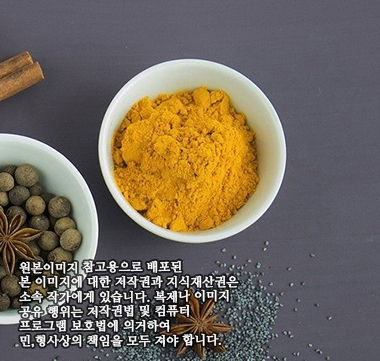 원본이미지 참고용으로 배포된
본 이미지에 대한 저작권과 지식재산권은
소속 작가에게 있습니다. 복제나 이미지
공유 행위는 저작권법 및 컴퓨터
프로그램 보호법에 의거하여
민,형사상의 책임을 모두 져야 합니다.